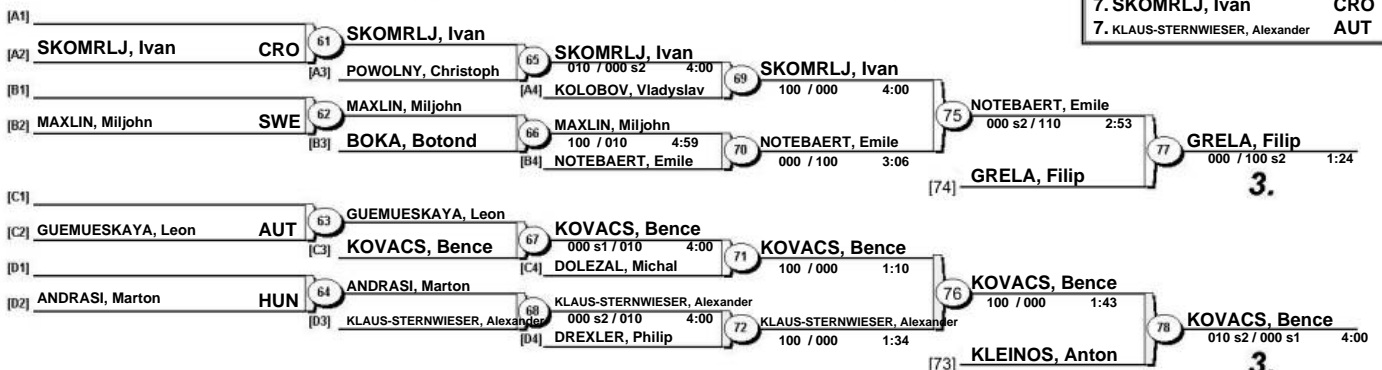 7. SKOMRLJ, Ivan CRO
7. KLAUS-STERNWIESER, Alexander AUT
[A1]
[A2] SKOMRLJ, Ivan CRO
61
SKOMRLJ, Ivan
[A3] POWOLNY, Christoph
65
SKOMRLJ, Ivan
010 / 000 s2 4:00
[A4] KOLOBOV, Vladyslav
69
SKOMRLJ, Ivan
100 / 000 4:00
[B1]
[B2] MAXLIN, Miljohn SWE
62
MAXLIN, Miljohn
[B3] BOKA, Botond
66
MAXLIN, Miljohn
100 / 010 4:59
[B4] NOTEBAERT, Emile
70
NOTEBAERT, Emile
000 / 100 3:06
75
NOTEBAERT, Emile
000 s2 / 110 2:53
[74] GRELA, Filip
77
GRELA, Filip
000 / 100 s2 1:24
3.
[C1]
[C2] GUEMUESKAYA, Leon AUT
63
GUEMUESKAYA, Leon
[C3] KOVACS, Bence
67
KOVACS, Bence
000 s1 / 010 4:00
[C4] DOLEZAL, Michal
71
KOVACS, Bence
100 / 000 1:10
[D1]
[D2] ANDRASI, Marton HUN
64
ANDRASI, Marton
[D3] KLAUS-STERNWIESER, Alexander
68
KLAUS-STERNWIESER, Alexander
000 s2 / 010 4:00
[D4] DREXLER, Philip
72
KLAUS-STERNWIESER, Alexander
100 / 000 1:34
76
KOVACS, Bence
100 / 000 1:43
[73] KLEINOS, Anton
78
KOVACS, Bence
010 s2 / 000 s1 4:00
3.